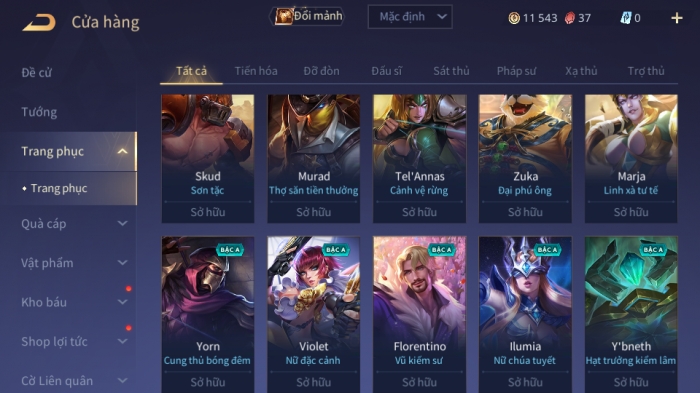 Cửa hàng
Đổi mảnh
Mặc định
11 543
37
0
Đề cử
Tướng
Trang phục
Trang phục
Quà cáp
Vật phẩm
Kho báu
Shop lợi tức
Cờ Liên quân
Tất cả Tiến hóa Đỡ đòn Đấu sĩ Sát thủ Pháp sư Xạ thủ Trợ thủ
Skud
Sơn tặc
Sở hữu
Murad
Thợ săn tiền thưởng
Sở hữu
Tel'Annas
Cảnh vệ rừng
Sở hữu
Zuka
Đại phú ông
Sở hữu
Marja
Linh xà tư tế
Sở hữu
BẬC A
Yorn
Cung thủ bóng đêm
Sở hữu
BẬC A
Violet
Nữ đặc cảnh
Sở hữu
BẬC A
Florentino
Vũ kiếm sư
Sở hữu
BẬC A
Ilumia
Nữ chúa tuyết
Sở hữu
BẬC A
Y'bneth
Hạt trưởng kiểm lâm
Sở hữu